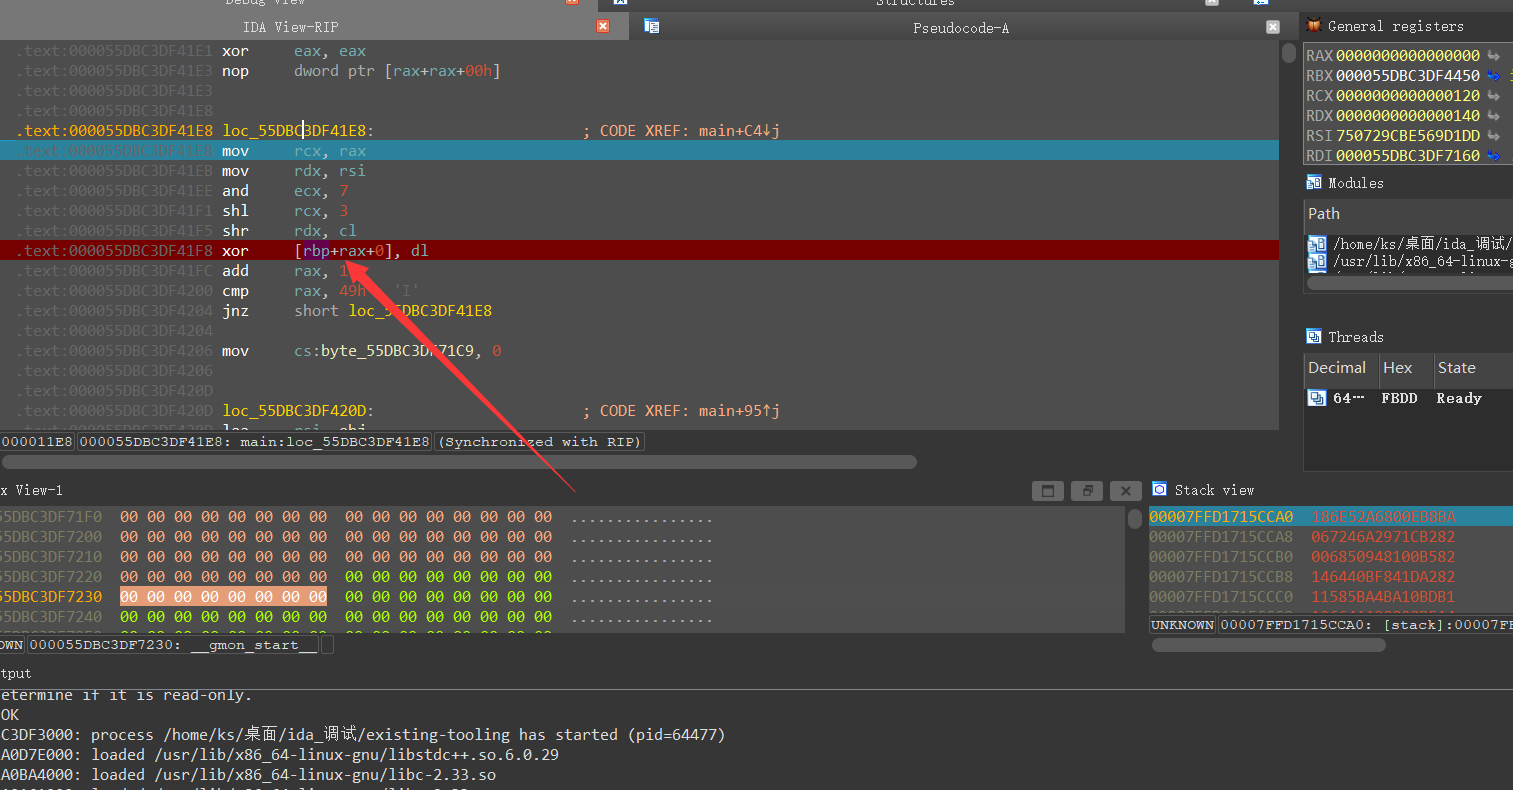 Debug View
Structures
IDA View-RIP
Pseudocode-A
General registers
.text:000055DBC3DF41E1 xor eax, eax
.text:000055DBC3DF41E3 nop dword ptr [rax+rax+00h]
.text:000055DBC3DF41E3
.text:000055DBC3DF41E8
.text:000055DBC3DF41E8 loc_55DBC3DF41E8: ; CODE XREF: main+C4↓j
.text:000055DBC3DF41E8 mov rcx, rax
.text:000055DBC3DF41EB mov rdx, rsi
.text:000055DBC3DF41EE and ecx, 7
.text:000055DBC3DF41F1 shl rcx, 3
.text:000055DBC3DF41F5 shr rdx, cl
.text:000055DBC3DF41F8 xor [rbp+rax+0], dl
.text:000055DBC3DF41FC add rax, 1
.text:000055DBC3DF4200 cmp rax, 49h 'I'
.text:000055DBC3DF4204 jnz short loc_55DBC3DF41E8
.text:000055DBC3DF4204
.text:000055DBC3DF4206 mov cs:byte_55DBC3DF71C9, 0
.text:000055DBC3DF4206
.text:000055DBC3DF420D
.text:000055DBC3DF420D loc_55DBC3DF420D: ; CODE XREF: main+95↑j
000011E8 000055DBC3DF41E8: main:loc_55DBC3DF41E8 (Synchronized with RIP)
RAX 0000000000000000
RBX 000055DBC3DF4450
RCX 0000000000000120
RDX 0000000000000140
RSI 750729CBE569D1DD
RDI 000055DBC3DF7160
Modules
Path
/home/ks/桌面/ida_调试/
/usr/lib/x86_64-linux-g
Threads
Decimal Hex State
64… FBDD Ready
x View-1
55DBC3DF71F0 00 00 00 00 00 00 00 00 00 00 00 00 00 00 00 00 ................
55DBC3DF7200 00 00 00 00 00 00 00 00 00 00 00 00 00 00 00 00 ................
55DBC3DF7210 00 00 00 00 00 00 00 00 00 00 00 00 00 00 00 00 ................
55DBC3DF7220 00 00 00 00 00 00 00 00 00 00 00 00 00 00 00 00 ................
55DBC3DF7230 00 00 00 00 00 00 00 00 00 00 00 00 00 00 00 00 ................
55DBC3DF7240 00 00 00 00 00 00 00 00 00 00 00 00 00 00 00 00 ................
OWN 000055DBC3DF7230: __gmon_start__
Stack view
00007FFD1715CCA0 186E52A6800EB8BA
00007FFD1715CCA8 067246A2971CB282
00007FFD1715CCB0 006850948100B582
00007FFD1715CCB8 146440BF841DA282
00007FFD1715CCC0 11585BA4BA10BDB1
UNKNOWN 00007FFD1715CCA0: [stack]:00007FF
tput
etermine if it is read-only.
OK
C3DF3000: process /home/ks/桌面/ida_调试/existing-tooling has started (pid=64477)
A0D7E000: loaded /usr/lib/x86_64-linux-gnu/libstdc++.so.6.0.29
A0BA4000: loaded /usr/lib/x86_64-linux-gnu/libc-2.33.so